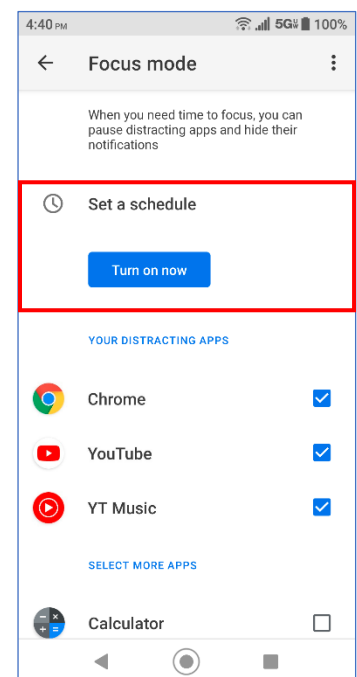 4:40 PM 5G UW 100%
Focus mode
When you need time to focus, you can
pause distracting apps and hide their
notifications
Set a schedule
Turn on now
YOUR DISTRACTING APPS
Chrome
YouTube
YT Music
SELECT MORE APPS
Calculator